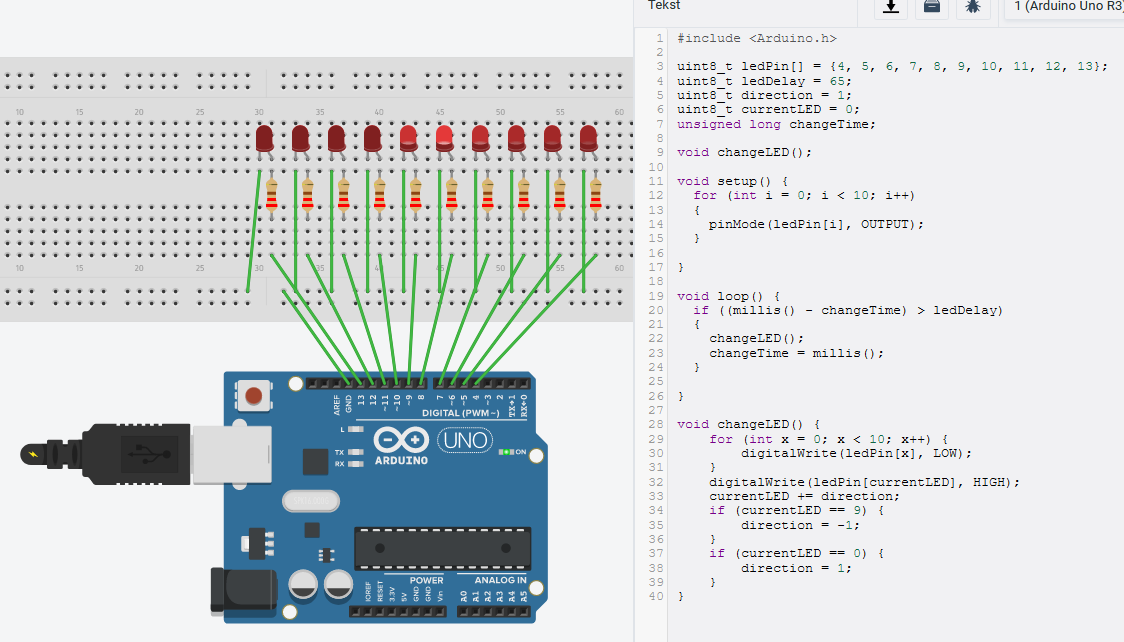 Tekst
1 (Arduino Uno R3)
1 #include <Arduino.h>
2
3 uint8_t ledPin[] = {4, 5, 6, 7, 8, 9, 10, 11, 12, 13};
4 uint8_t ledDelay = 65;
5 uint8_t direction = 1;
6 uint8_t currentLED = 0;
7 unsigned long changeTime;
8
9 void changeLED();
10
11 void setup() {
12   for (int i = 0; i < 10; i++)
13   {
14     pinMode(ledPin[i], OUTPUT);
15   }
16
17 }
18
19 void loop() {
20   if ((millis() - changeTime) > ledDelay)
21   {
22     changeLED();
23     changeTime = millis();
24   }
25
26 }
27
28 void changeLED() {
29     for (int x = 0; x < 10; x++) {
30         digitalWrite(ledPin[x], LOW);
31     }
32     digitalWrite(ledPin[currentLED], HIGH);
33     currentLED += direction;
34     if (currentLED == 9) {
35         direction = -1;
36     }
37     if (currentLED == 0) {
38         direction = 1;
39     }
40 }
10 15 20 25 30 35 40 45 50 55 60
10 15 20 25 30 35 40 45 50 55 60
AREF GND 13 12 ~11 ~10 ~9 8 7 ~6 ~5 4 ~3 2 TX→1 RX←0
DIGITAL (PWM~)
L
TX
RX
UNO
ON
ARDUINO
POWER
ANALOG IN
IOREF RESET 3.3V 5V GND GND Vin A0 A1 A2 A3 A4 A5